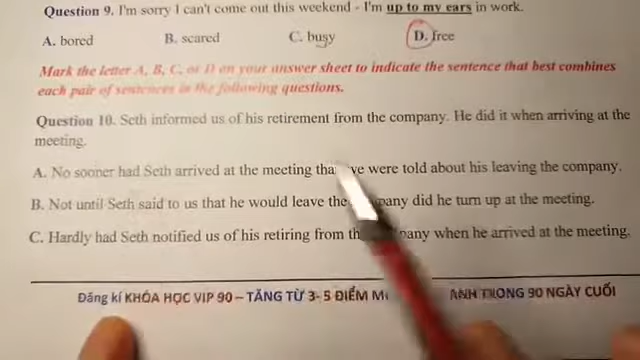 Question 9. I'm sorry I can't come out this weekend - I'm up to my ears in work.
A. bored B. scared C. busy D. free
Mark the letter A, B, C, or D on your answer sheet to indicate the sentence that best combines
each pair of sentences in the following questions.
Question 10. Seth informed us of his retirement from the company. He did it when arriving at the
meeting.
A. No sooner had Seth arrived at the meeting were told about his leaving the company.
B. Not until Seth said to us that he would leave the did he turn up at the meeting.
C. Hardly had Seth notified us of his retiring from when he arrived at the meeting.
Đăng kí KHÓA HỌC VIP 90 – TĂNG TỪ 3- 5 ĐIỂM TRONG 90 NGÀY CUỐI